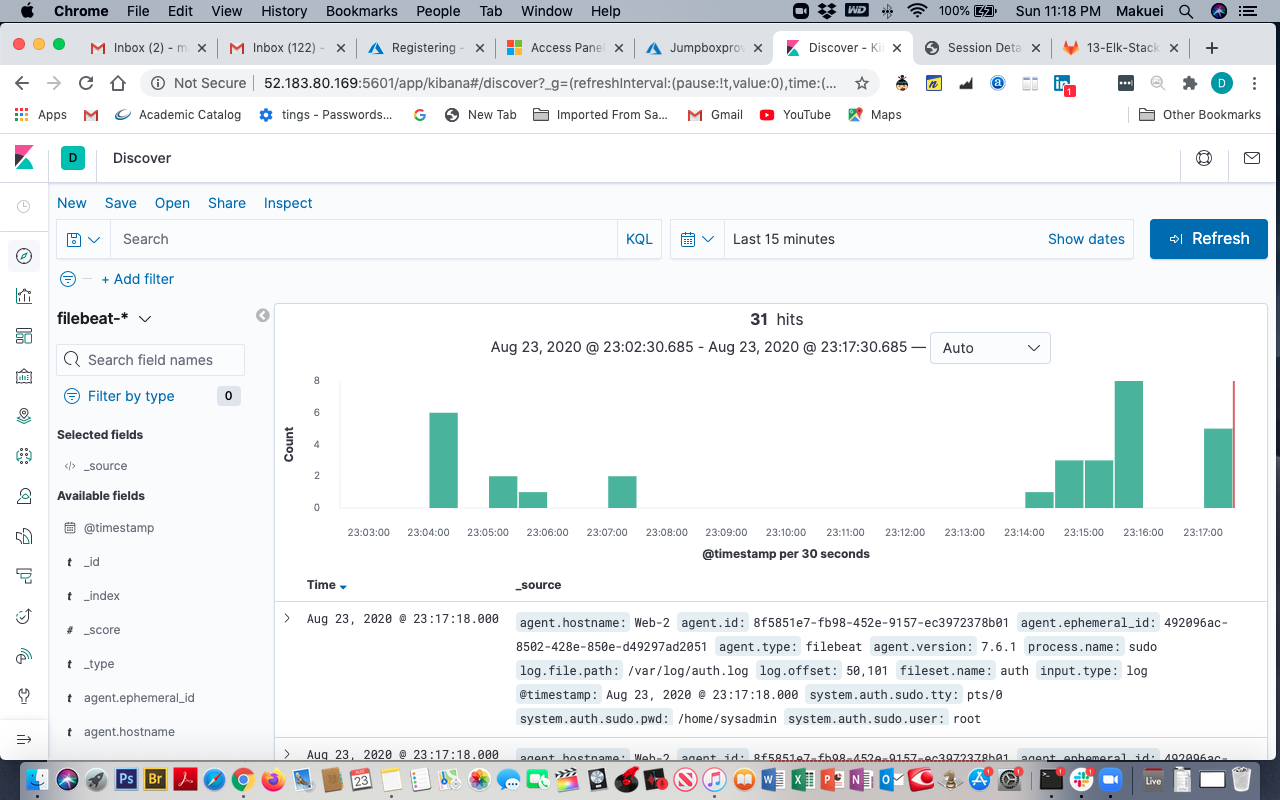 Chrome File Edit View History Bookmarks People Tab Window Help 100% Sun 11:18 PM Makuei
Inbox (2) - m Inbox (122) - Registering - Access Pane Jumpboxprov Discover - Ki Session Deta 13-Elk-Stack
Not Secure 52.183.80.169:5601/app/kibana#/discover?_g=(refreshInterval:(pause:!t,value:0),time:(... 1 D
Apps Academic Catalog tings - Passwords... New Tab Imported From Sa... Gmail YouTube Maps Other Bookmarks
D Discover
New Save Open Share Inspect
Search KQL Last 15 minutes Show dates Refresh
+ Add filter
filebeat-*
Search field names
Filter by type 0
Selected fields
</> _source
Available fields
@timestamp
t _id
t _index
# _score
t _type
t agent.ephemeral_id
t agent.hostname
31 hits
Aug 23, 2020 @ 23:02:30.685 - Aug 23, 2020 @ 23:17:30.685 — Auto
Count
8
6
4
2
0
23:03:00 23:04:00 23:05:00 23:06:00 23:07:00 23:08:00 23:09:00 23:10:00 23:11:00 23:12:00 23:13:00 23:14:00 23:15:00 23:16:00 23:17:00
@timestamp per 30 seconds
Time _source
Aug 23, 2020 @ 23:17:18.000 agent.hostname: Web-2 agent.id: 8f5851e7-fb98-452e-9157-ec3972378b01 agent.ephemeral_id: 492096ac-
8502-428e-850e-d49297ad2051 agent.type: filebeat agent.version: 7.6.1 process.name: sudo
log.file.path: /var/log/auth.log log.offset: 50,101 fileset.name: auth input.type: log
@timestamp: Aug 23, 2020 @ 23:17:18.000 system.auth.sudo.tty: pts/0
system.auth.sudo.pwd: /home/sysadmin system.auth.sudo.user: root
Aug 23, 2020 @ 23:17:18.000 agent.hostname: Web-2 agent.id: 8f5851e7-fb98-452e-9157-ec3972378b01 agent.ephemeral_id: 492096ac-
Ps Br 23 Live